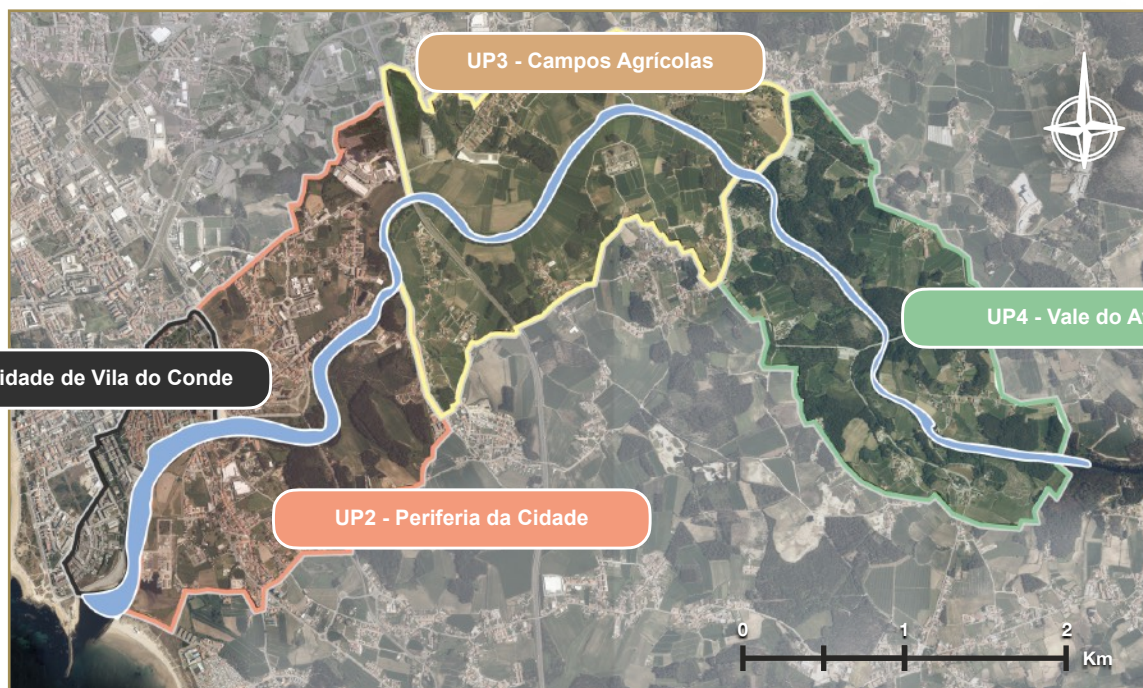 UP3 - Campos Agrícolas
UP4 - Vale do A
idade de Vila do Conde
UP2 - Periferia da Cidade
0 1 2
Km